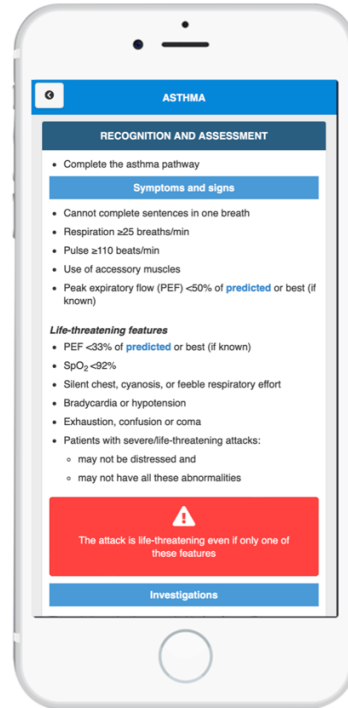 ASTHMA
RECOGNITION AND ASSESSMENT
• Complete the asthma pathway
Symptoms and signs
• Cannot complete sentences in one breath
• Respiration ≥25 breaths/min
• Pulse ≥110 beats/min
• Use of accessory muscles
• Peak expiratory flow (PEF) <50% of predicted or best (if
known)
Life-threatening features
• PEF <33% of predicted or best (if known)
• SpO₂ <92%
• Silent chest, cyanosis, or feeble respiratory effort
• Bradycardia or hypotension
• Exhaustion, confusion or coma
• Patients with severe/life-threatening attacks:
◦ may not be distressed and
◦ may not have all these abnormalities
The attack is life-threatening even if only one of
these features
Investigations